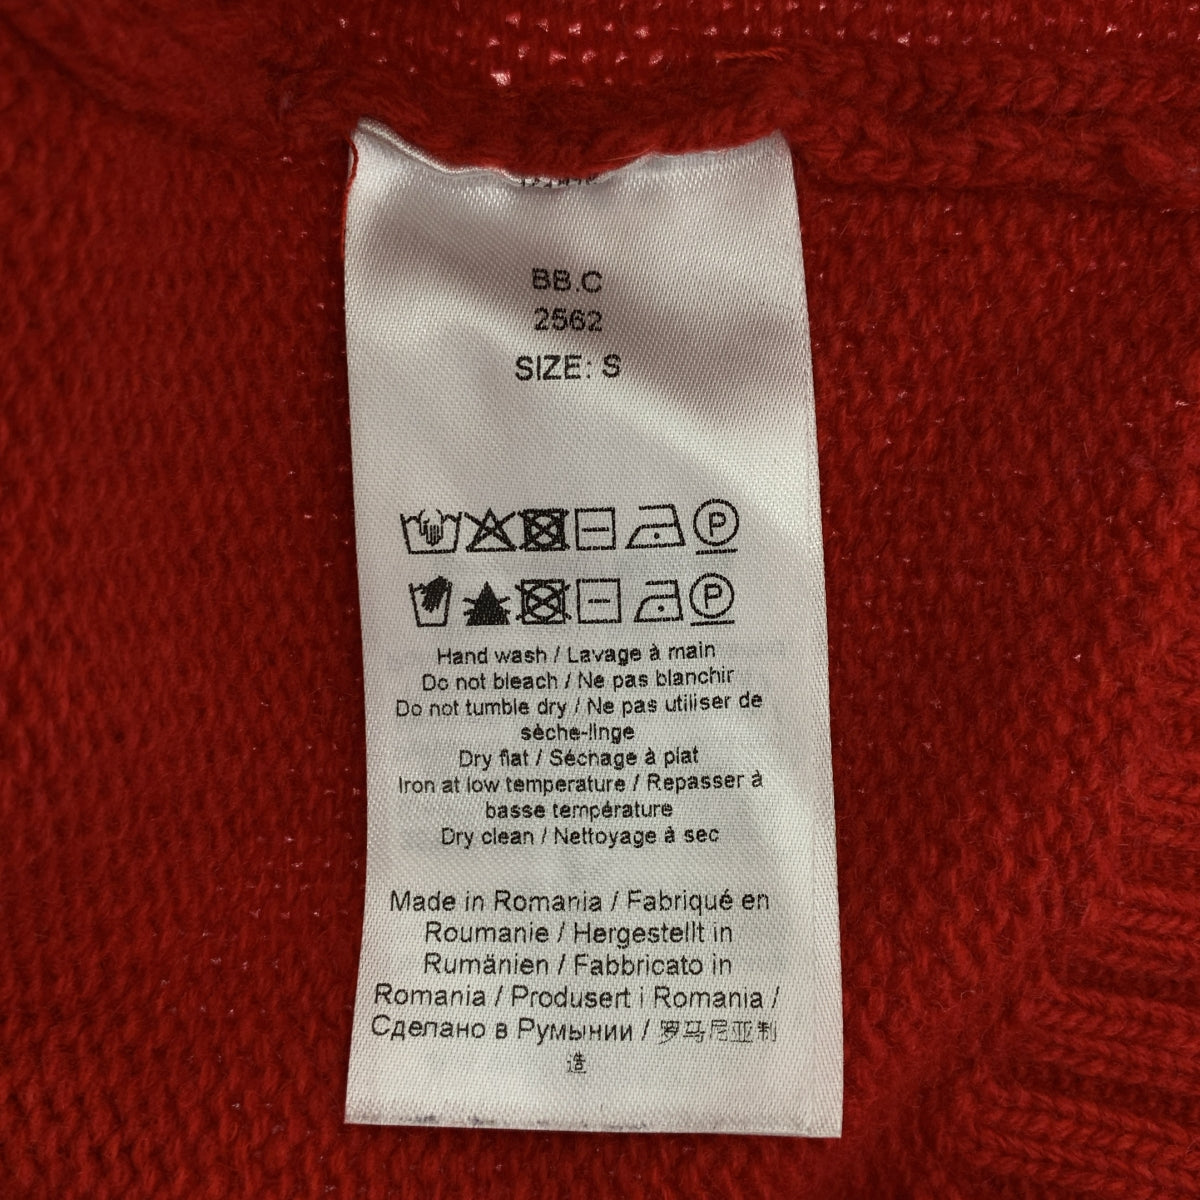 BB.C
2562
SIZE: S
P
P
Hand wash / Lavage à main
Do not bleach / Ne pas blanchir
Do not tumble dry / Ne pas utiliser de
sèche-linge
Dry flat / Séchage à plat
Iron at low temperature / Repasser à
basse température
Dry clean / Nettoyage à sec
Made in Romania / Fabriqué en
Roumanie / Hergestellt in
Rumänien / Fabbricato in
Romania / Produsert i Romania /
Сделано в Румынии / 罗马尼亚制
造